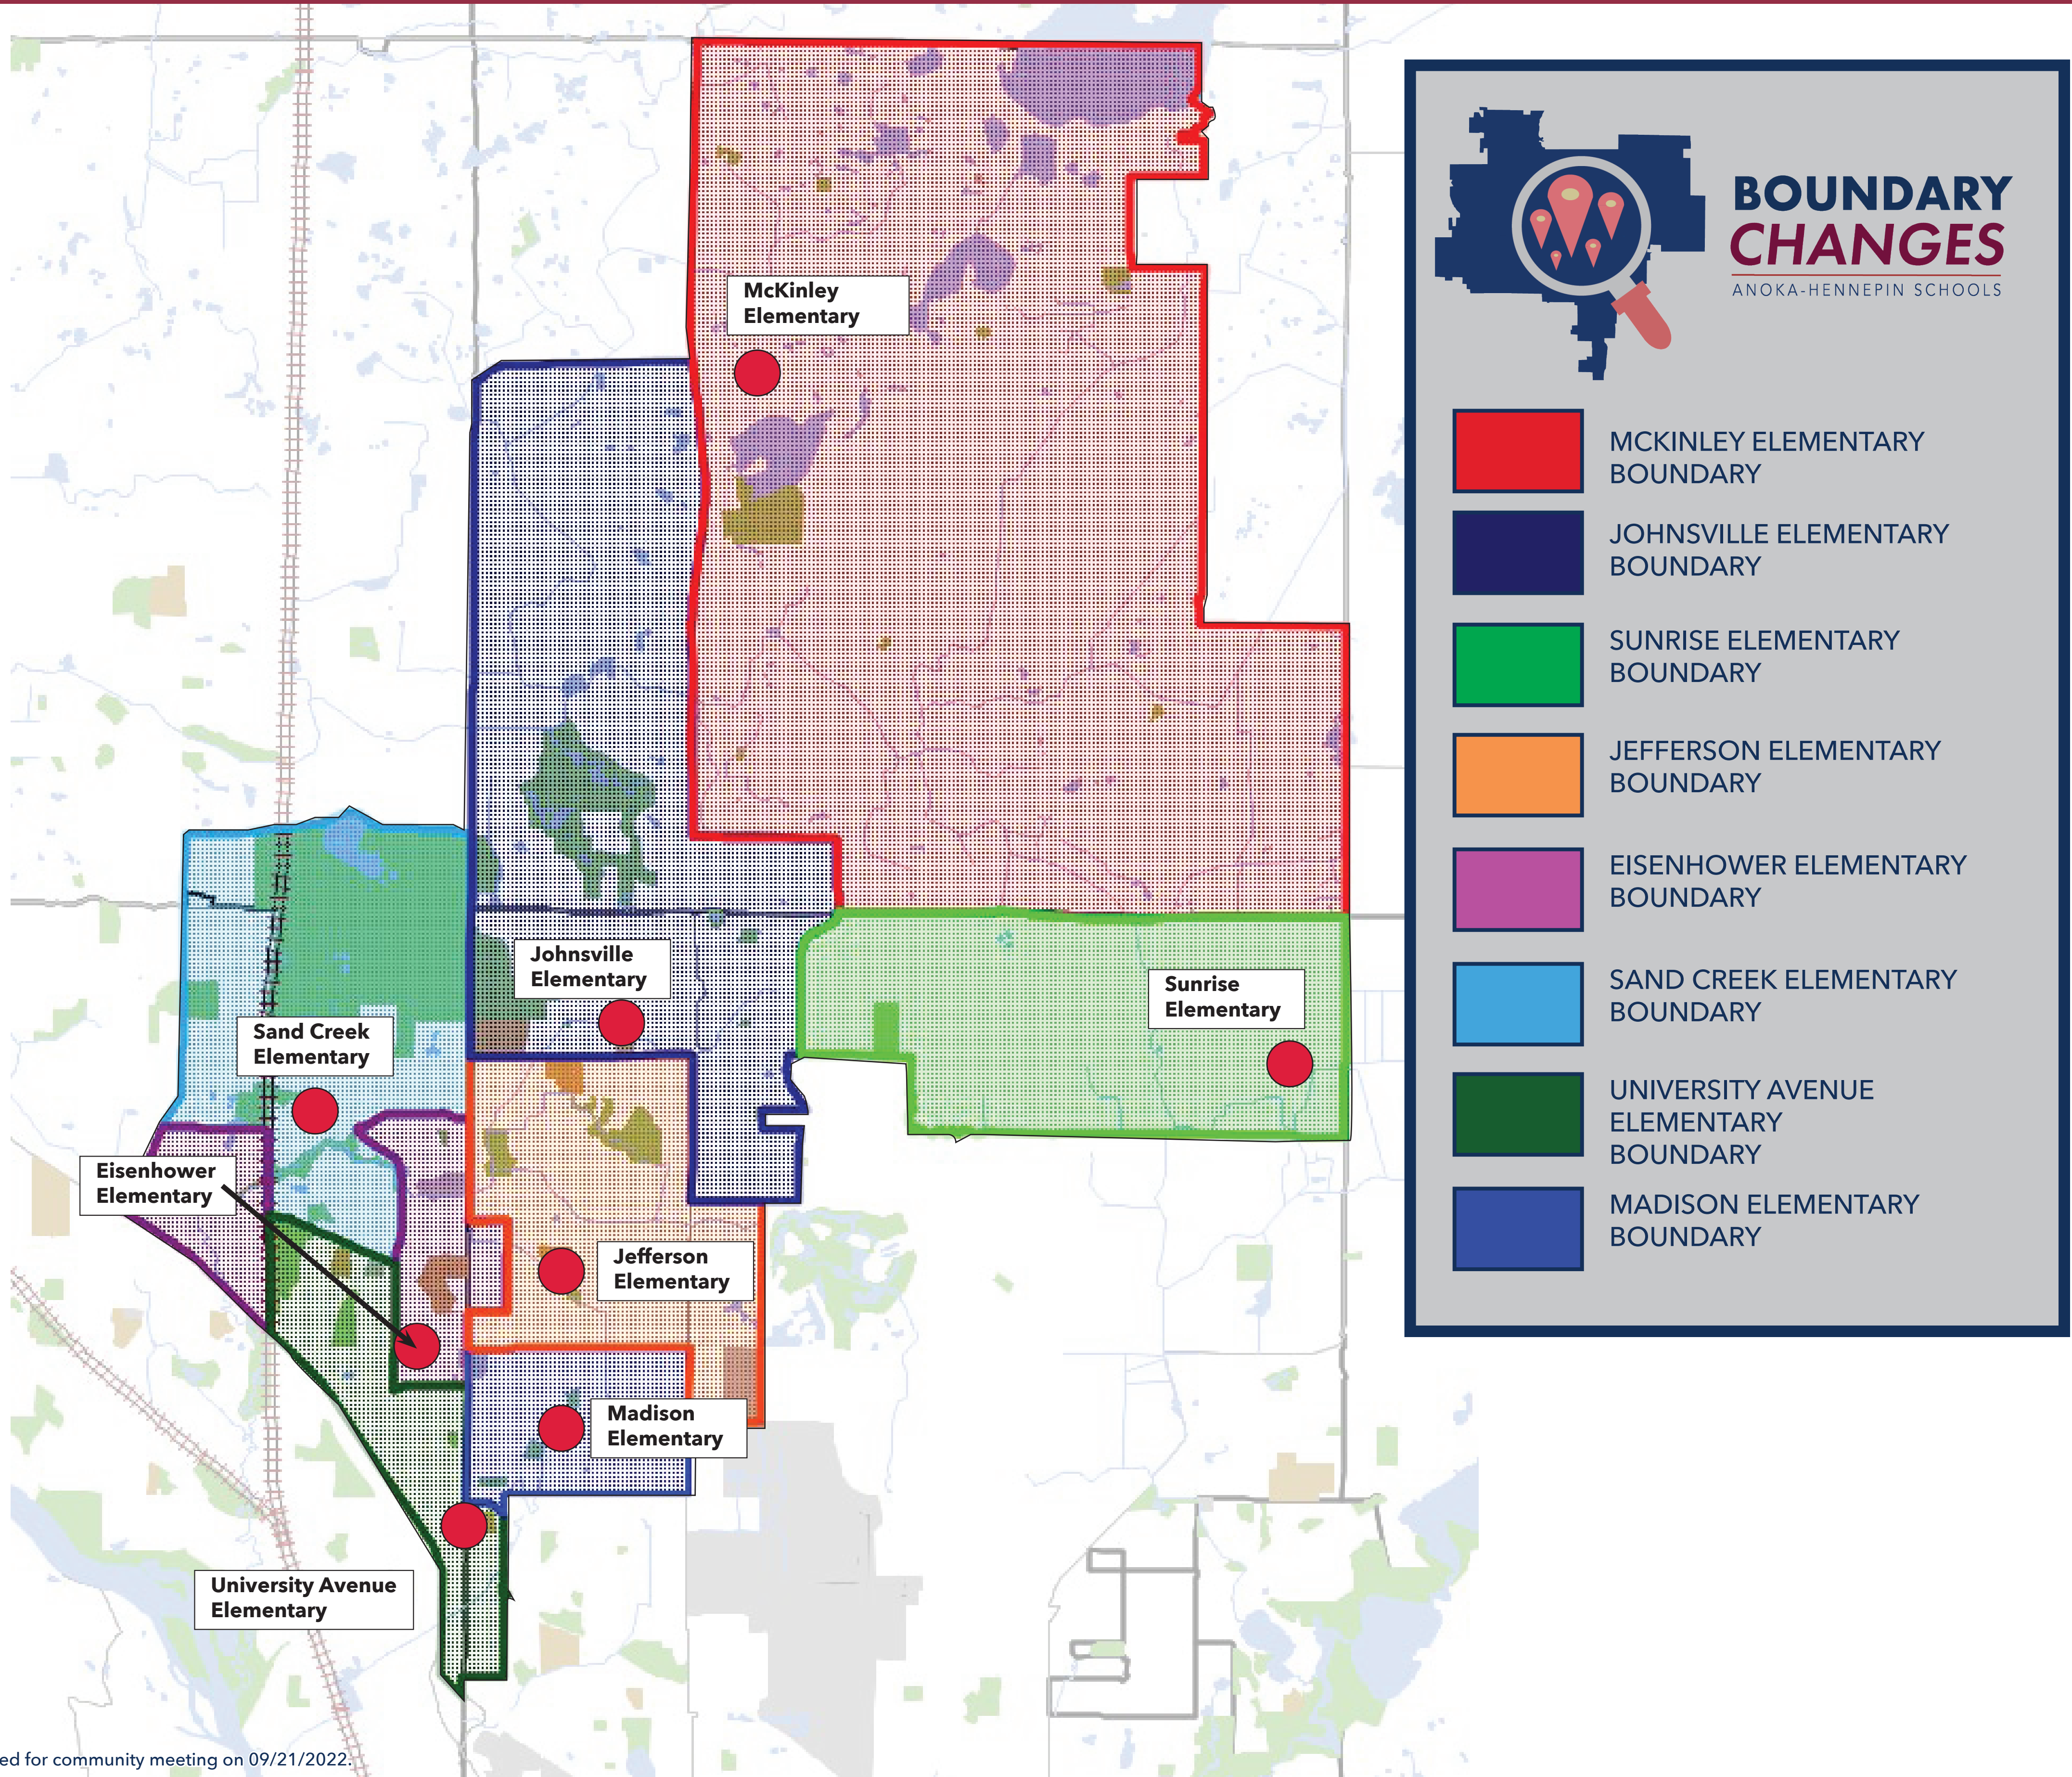 McKinley
Elementary
Johnsville
Elementary
Sunrise
Elementary
Sand Creek
Elementary
Eisenhower
Elementary
Jefferson
Elementary
Madison
Elementary
University Avenue
Elementary
ed for community meeting on 09/21/2022.
BOUNDARY
CHANGES
ANOKA-HENNEPIN SCHOOLS
MCKINLEY ELEMENTARY
BOUNDARY
JOHNSVILLE ELEMENTARY
BOUNDARY
SUNRISE ELEMENTARY
BOUNDARY
JEFFERSON ELEMENTARY
BOUNDARY
EISENHOWER ELEMENTARY
BOUNDARY
SAND CREEK ELEMENTARY
BOUNDARY
UNIVERSITY AVENUE
ELEMENTARY
BOUNDARY
MADISON ELEMENTARY
BOUNDARY